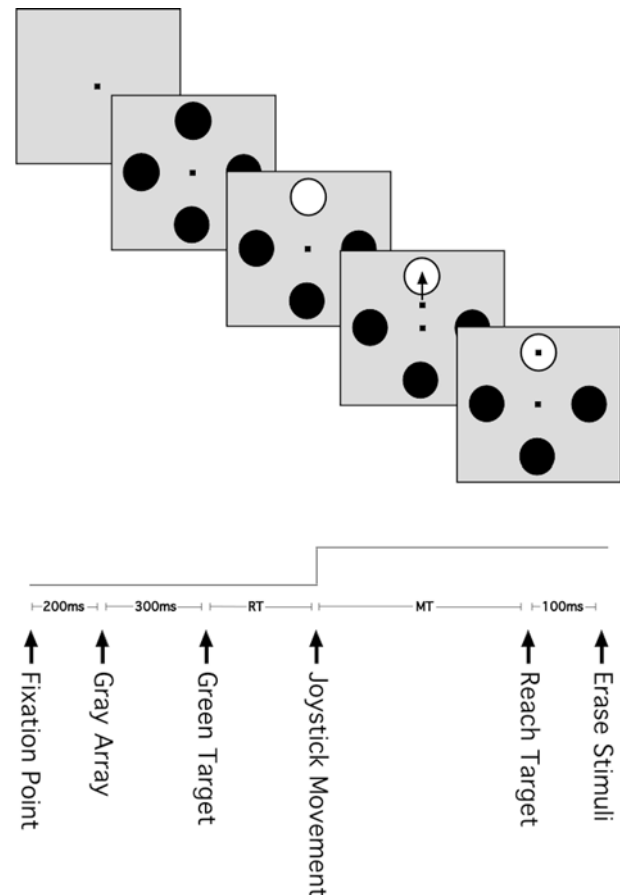 200ms
300ms
RT
MT
100ms
Fixation Point
Gray Array
Green Target
Joystick Movement
Reach Target
Erase Stimuli